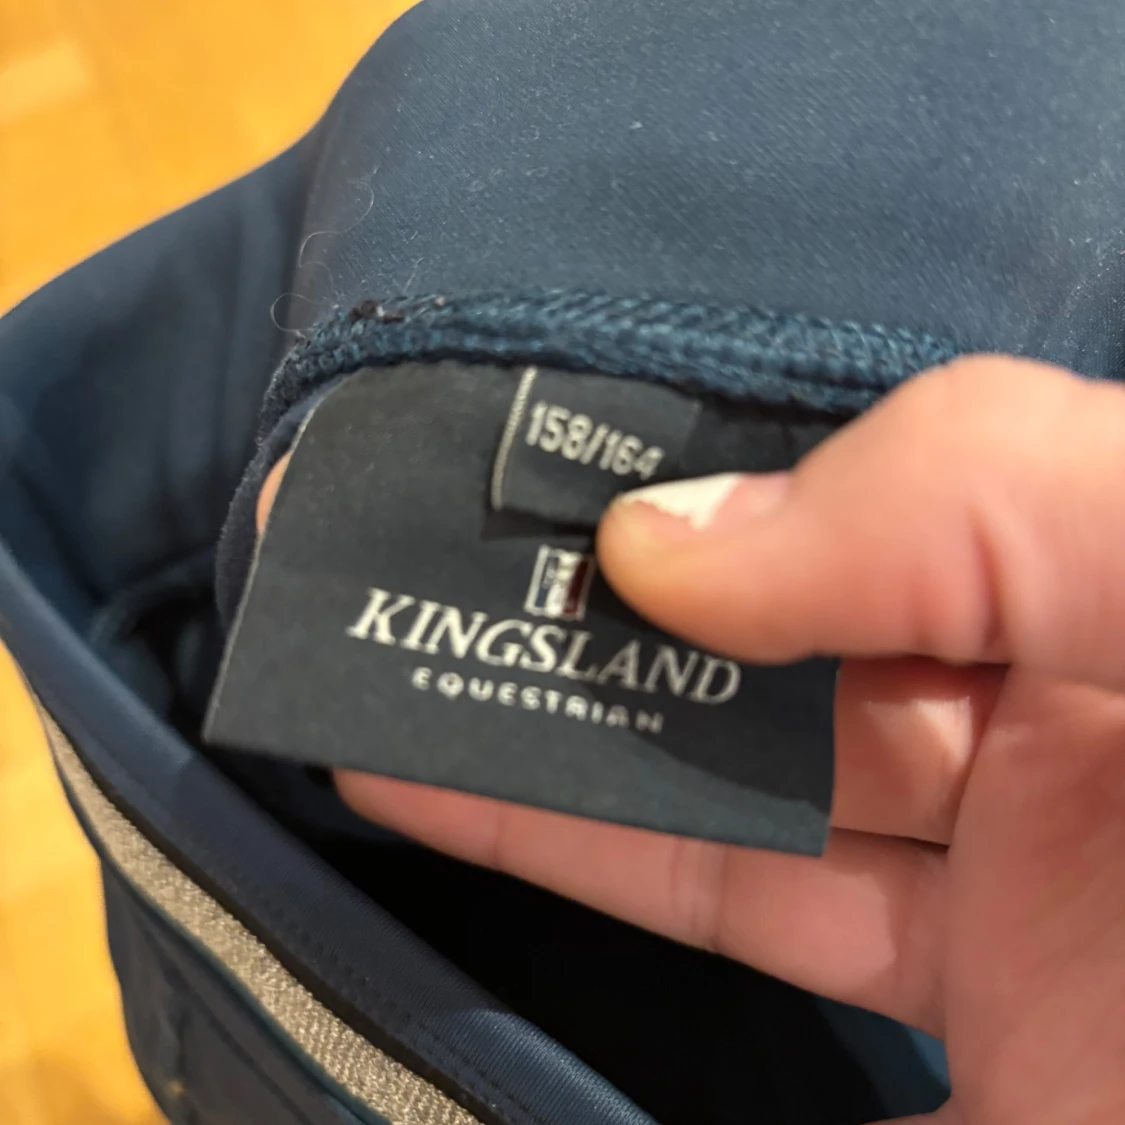 158/164
KINGSLAND
EQUESTRIAN